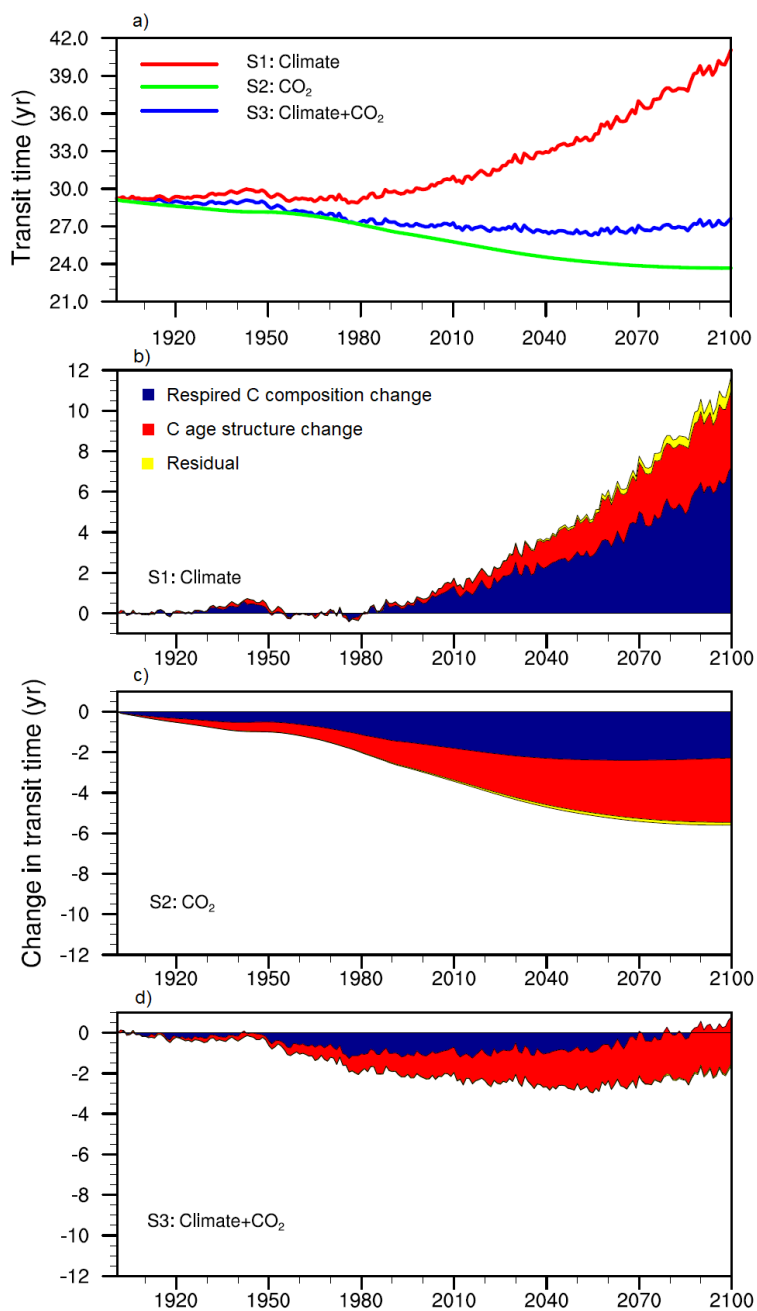 a)
42.0
39.0
36.0
33.0
30.0
27.0
24.0
21.0
Transit time (yr)
S1: Climate
S2: CO₂
S3: Climate+CO₂
1920 1950 1980 2010 2040 2070 2100
b)
12
10
8
6
4
2
0
Respired C composition change
C age structure change
Residual
S1: Climate
1920 1950 1980 2010 2040 2070 2100
Change in transit time (yr)
c)
0
-2
-4
-6
-8
-10
-12
S2: CO₂
1920 1950 1980 2010 2040 2070 2100
d)
0
-2
-4
-6
-8
-10
-12
S3: Climate+CO₂
1920 1950 1980 2010 2040 2070 2100